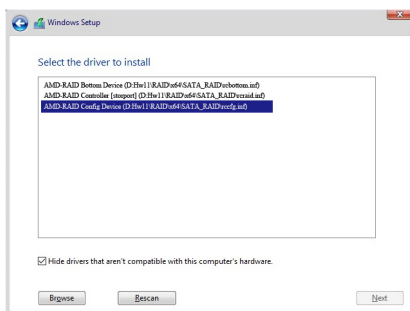 Windows Setup
Select the driver to install
AMD-RAID Bottom Device (D:\Hw11\RAID\x64\SATA_RAID\rcbottom.inf)
AMD-RAID Controller [storport] (D:\Hw11\RAID\x64\SATA_RAID\rcraid.inf)
AMD-RAID Config Device (D:\Hw11\RAID\x64\SATA_RAID\rccfg.inf)
Hide drivers that aren't compatible with this computer's hardware.
Browse
Rescan
Next